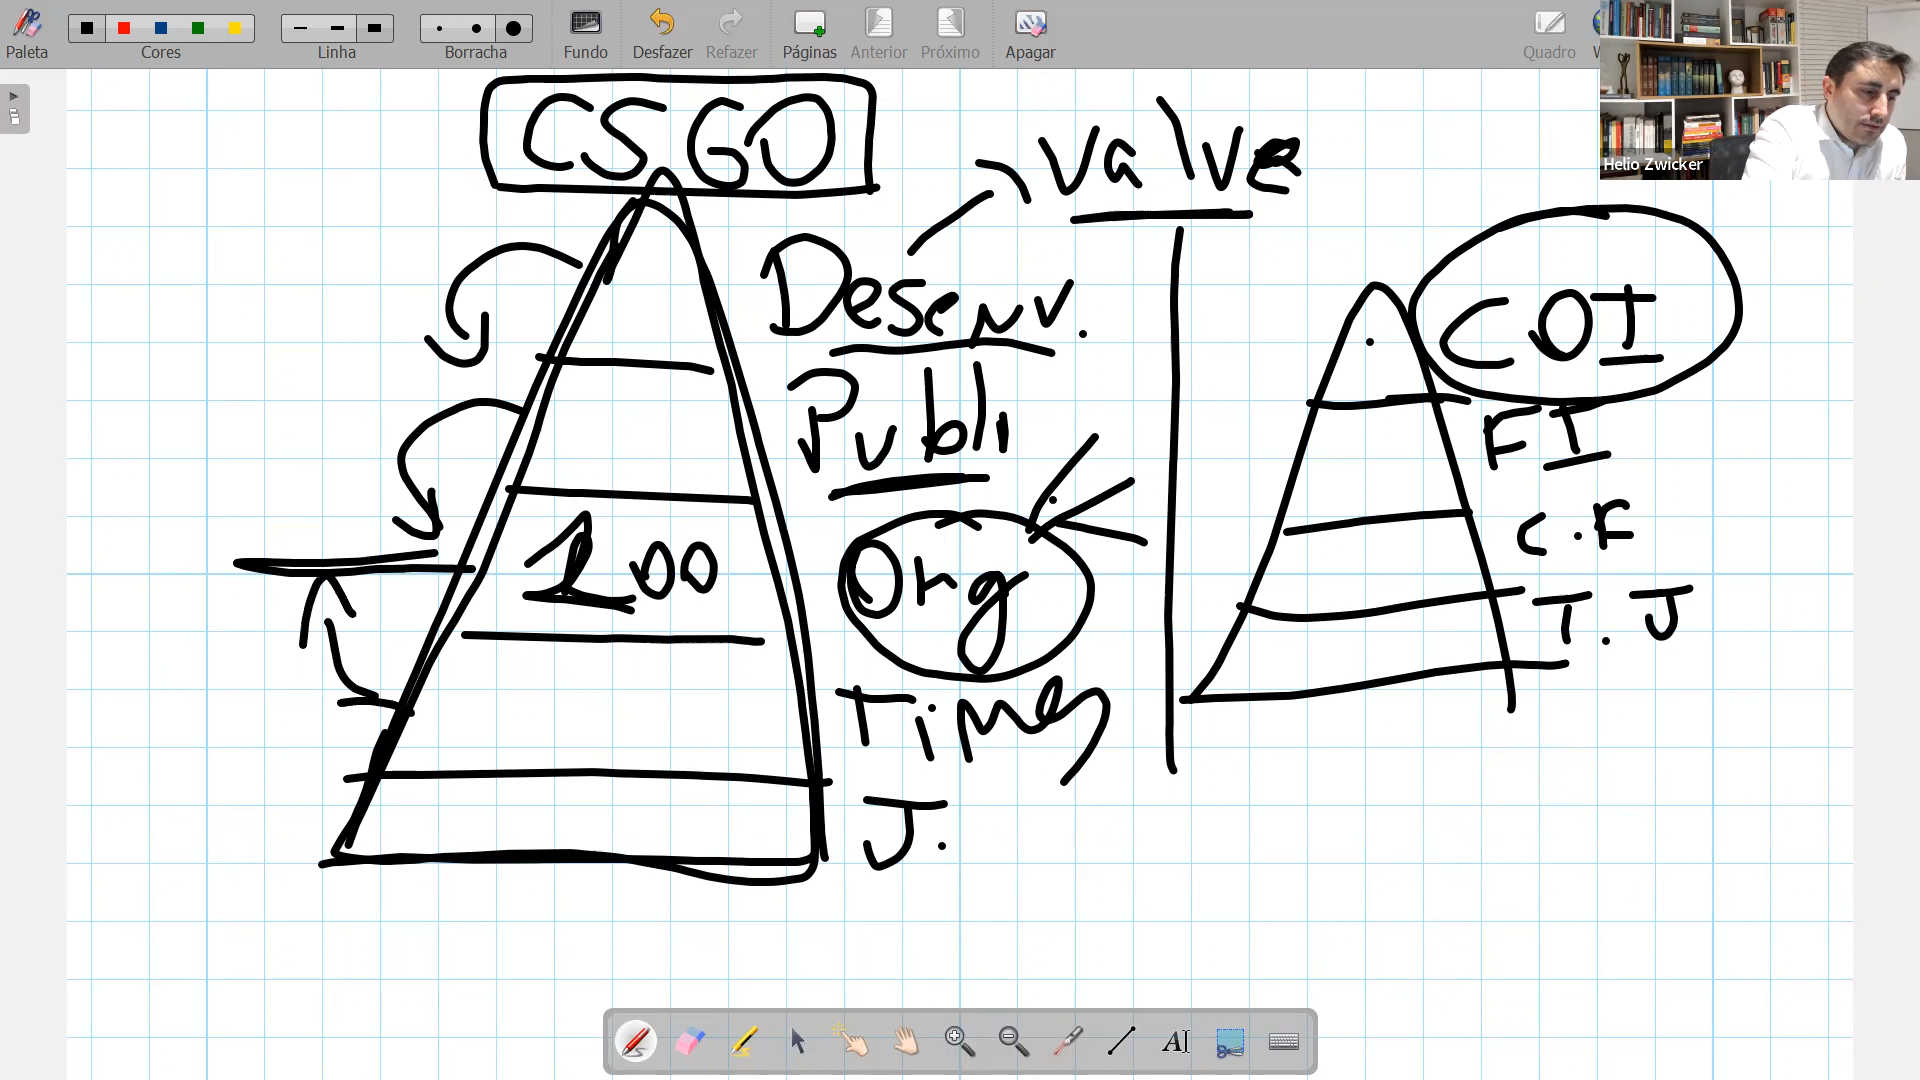 Paleta
Cores
Linha
Borracha
Fundo
Desfazer
Refazer
Páginas
Anterior
Próximo
Apagar
Quadro
Helio Zwicker
CSGO
Valve
Desenv.
Publi
100
Org
Times
J.
COI
FI
C.F
T.J
AI